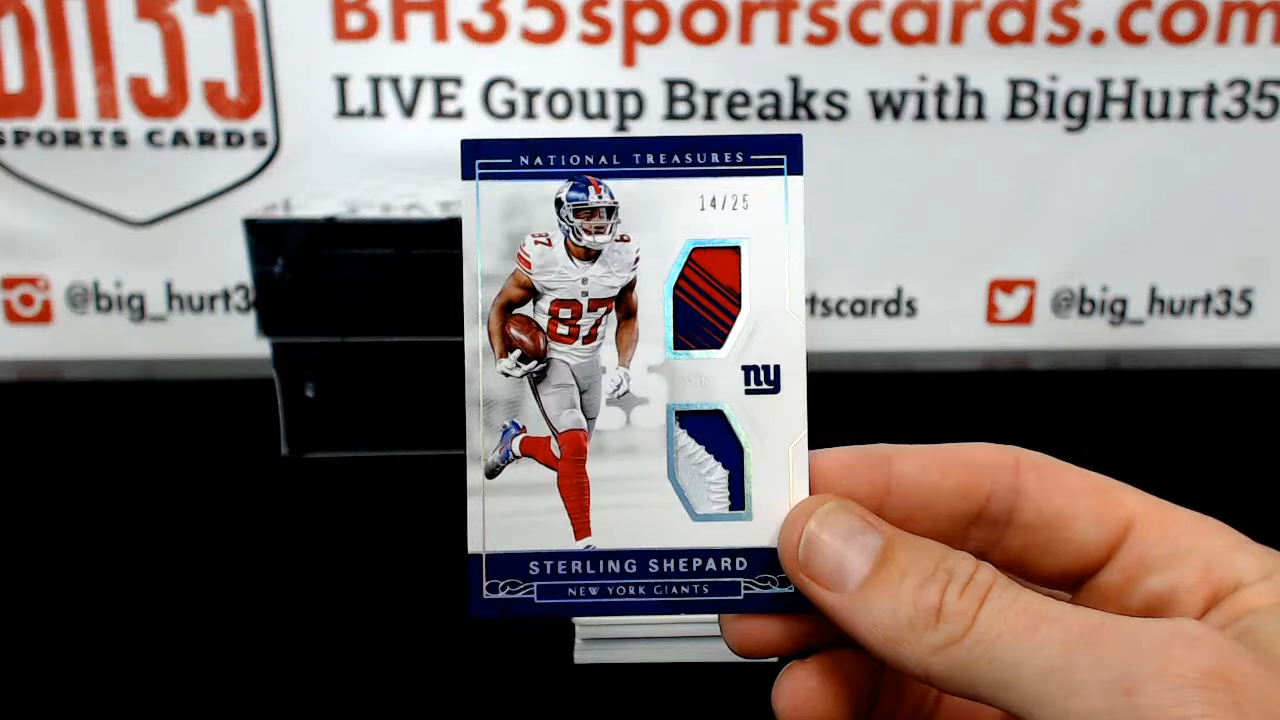 BH35
SPORTS CARDS
BH35sportscards.com
LIVE Group Breaks with BigHurt35
@big_hurt3
tscards
@big_hurt35
NATIONAL TREASURES
14/25
87
87
ny
STERLING SHEPARD
NEW YORK GIANTS